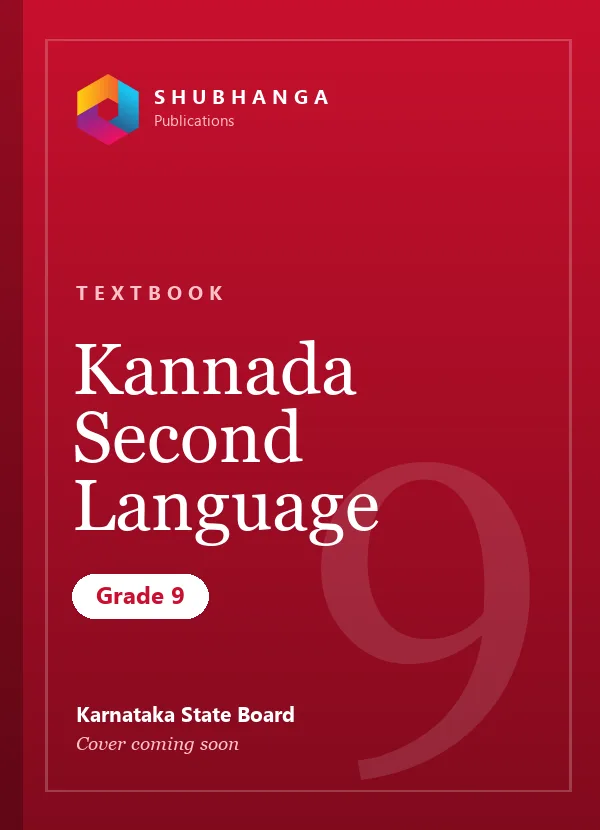 SHUBHANGA
Publications
TEXTBOOK
Kannada
Second
Language
Grade 9
9
Karnataka State Board
Cover coming soon